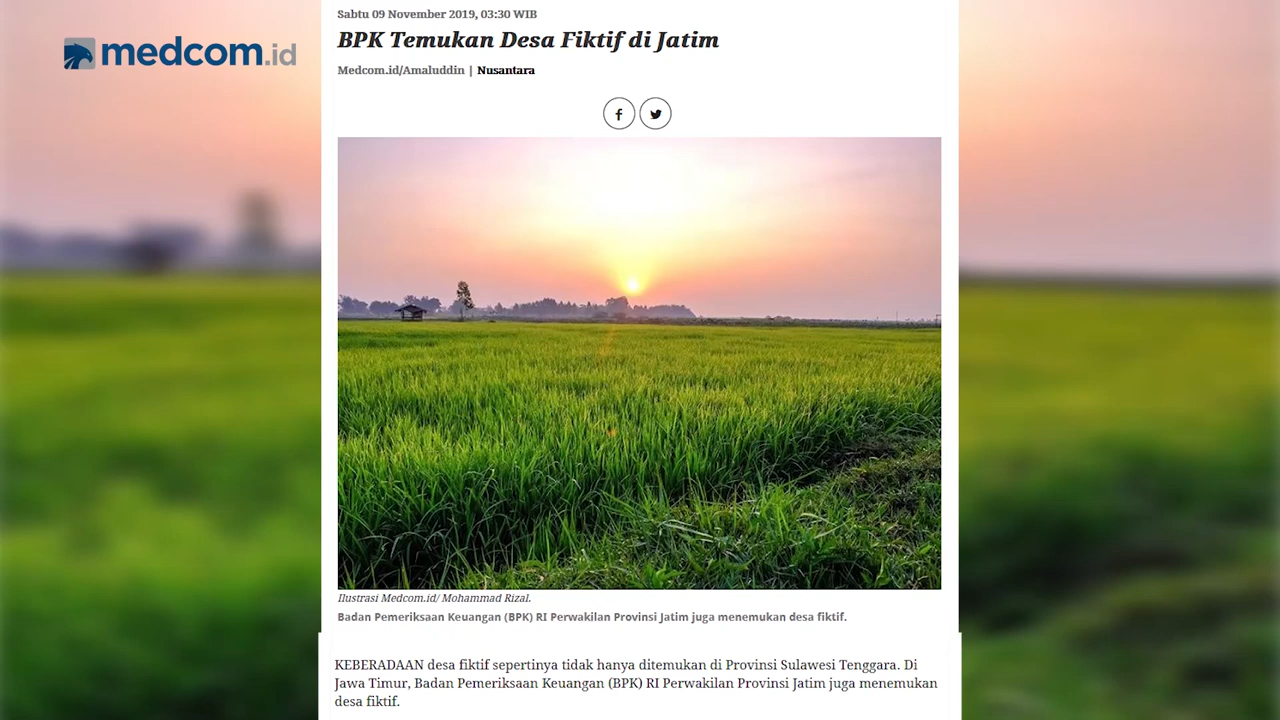 medcom.id
Sabtu 09 November 2019, 03:30 WIB
BPK Temukan Desa Fiktif di Jatim
Medcom.id/Amaluddin | Nusantara
Ilustrasi Medcom.id/ Mohammad Rizal.
Badan Pemeriksaan Keuangan (BPK) RI Perwakilan Provinsi Jatim juga menemukan desa fiktif.
KEBERADAAN desa fiktif sepertinya tidak hanya ditemukan di Provinsi Sulawesi Tenggara. Di
Jawa Timur, Badan Pemeriksaan Keuangan (BPK) RI Perwakilan Provinsi Jatim juga menemukan
desa fiktif.